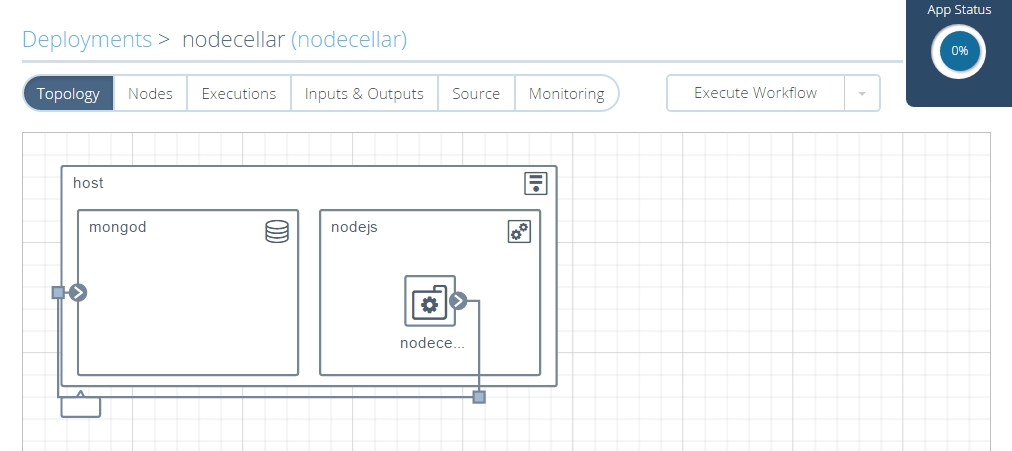 App Status
0%
Deployments > nodecellar (nodecellar)
Topology Nodes Executions Inputs & Outputs Source Monitoring Execute Workflow
host
mongod nodejs
nodece...